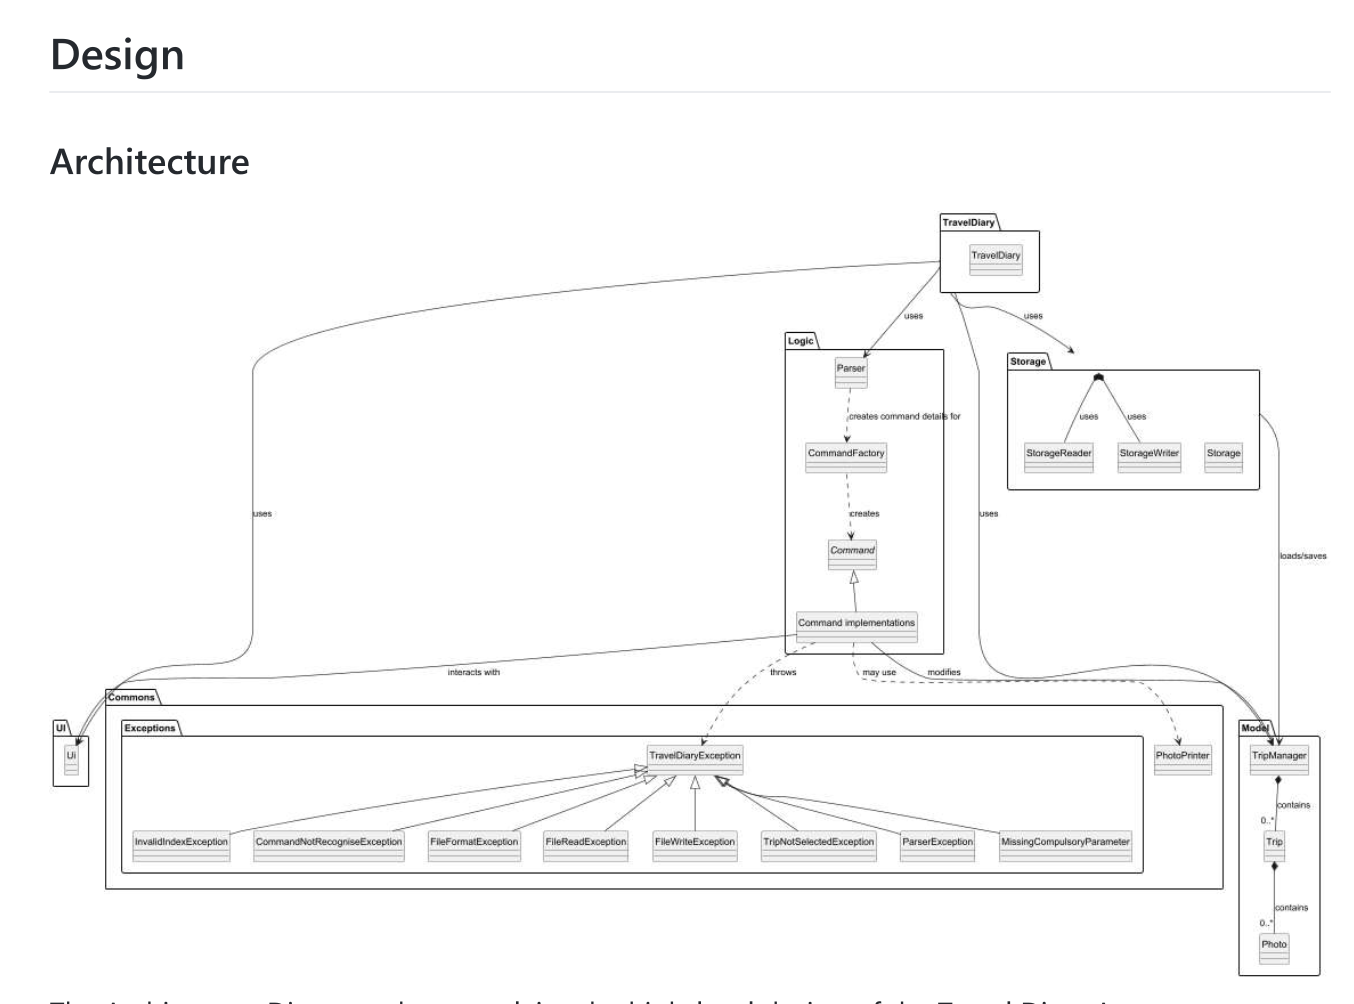 Design
Architecture
TravelDiary
TravelDiary
uses
uses
Logic
Parser
Storage
creates command details for
uses
uses
CommandFactory
StorageReader
StorageWriter
Storage
uses
creates
uses
Command
loads/saves
Command implementations
interacts with
throws
may use
modifies
Commons
UI
Exceptions
Model
Ui
TravelDiaryException
PhotoPrinter
TripManager
contains
0..*
InvalidIndexException
CommandNotRecogniseException
FileFormatException
FileReadException
FileWriteException
TripNotSelectedException
ParserException
MissingCompulsoryParameter
Trip
contains
0..*
Photo